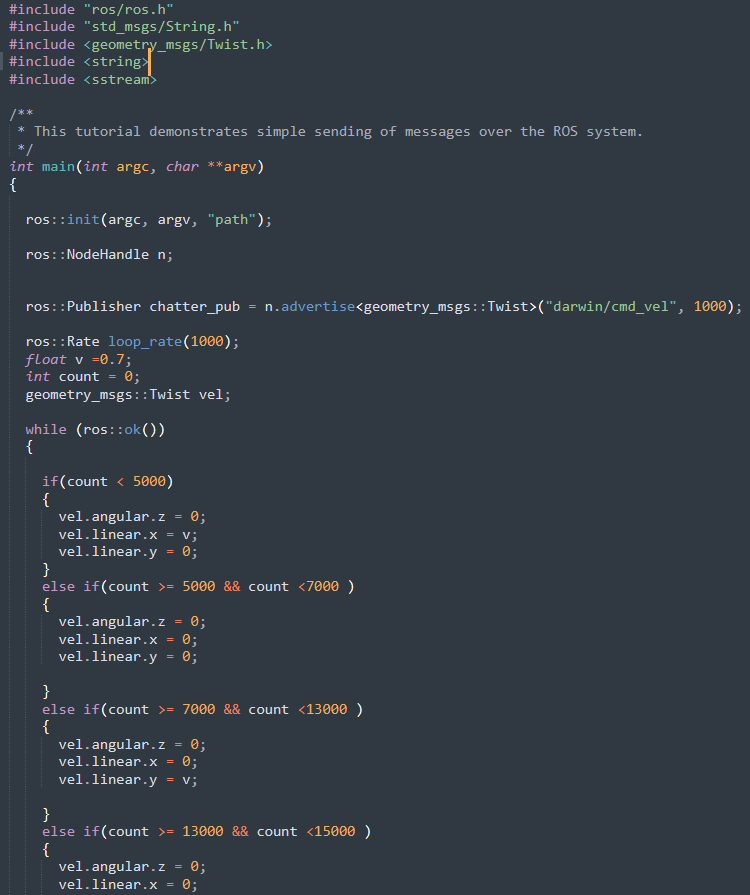 #include "ros/ros.h"
#include "std_msgs/String.h"
#include <geometry_msgs/Twist.h>
#include <string>
#include <sstream>
/**
 * This tutorial demonstrates simple sending of messages over the ROS system.
 */
int main(int argc, char **argv)
{
  ros::init(argc, argv, "path");
  ros::NodeHandle n;
  ros::Publisher chatter_pub = n.advertise<geometry_msgs::Twist>("darwin/cmd_vel", 1000);
  ros::Rate loop_rate(1000);
  float v =0.7;
  int count = 0;
  geometry_msgs::Twist vel;
  while (ros::ok())
  {
    if(count < 5000)
    {
      vel.angular.z = 0;
      vel.linear.x = v;
      vel.linear.y = 0;
    }
    else if(count >= 5000 && count <7000 )
    {
      vel.angular.z = 0;
      vel.linear.x = 0;
      vel.linear.y = 0;
    }
    else if(count >= 7000 && count <13000 )
    {
      vel.angular.z = 0;
      vel.linear.x = 0;
      vel.linear.y = v;
    }
    else if(count >= 13000 && count <15000 )
    {
      vel.angular.z = 0;
      vel.linear.x = 0;